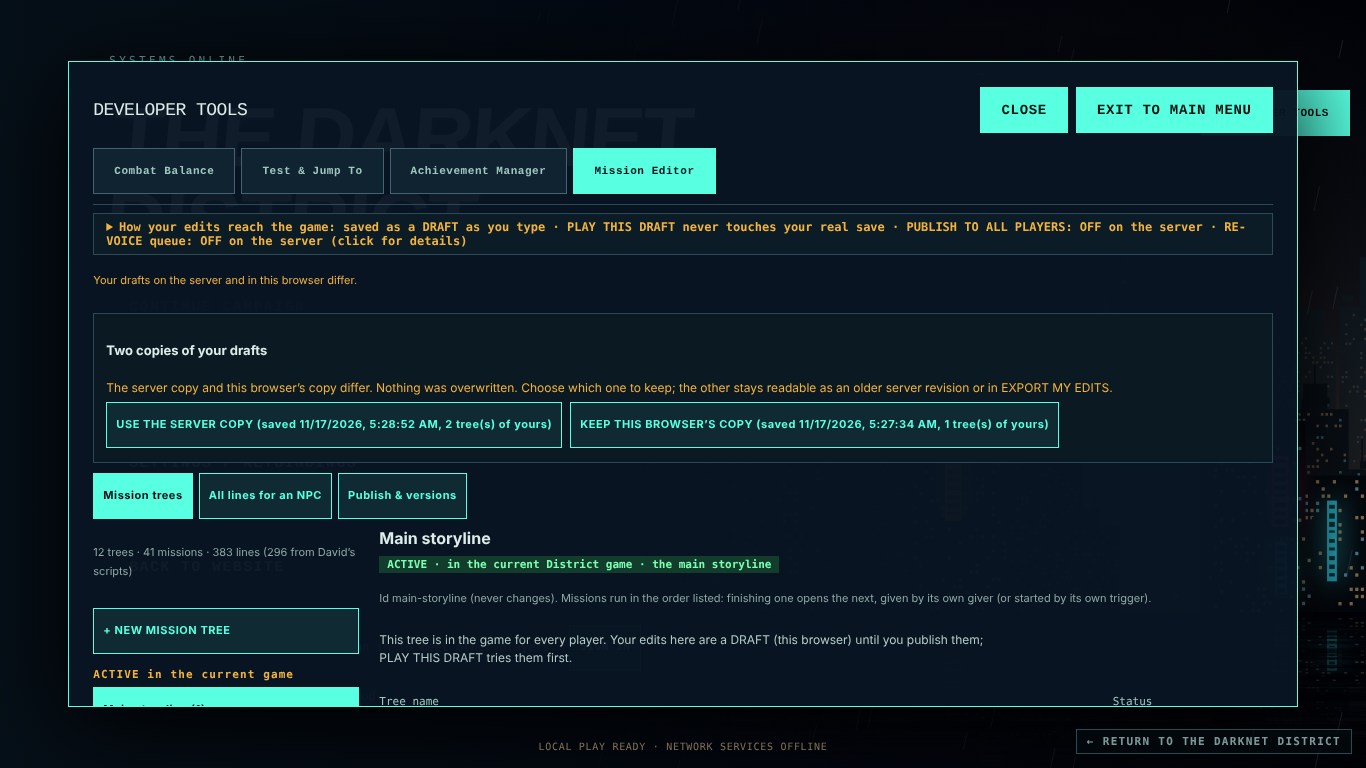 SYSTEMS ONLINE
THE DARKNET
DISTRICT
DEVELOPER TOOLS
CLOSE
EXIT TO MAIN MENU
TOOLS
Combat Balance
Test & Jump To
Achievement Manager
Mission Editor
▶ How your edits reach the game: saved as a DRAFT as you type · PLAY THIS DRAFT never touches your real save · PUBLISH TO ALL PLAYERS: OFF on the server · RE-
VOICE queue: OFF on the server (click for details)
Your drafts on the server and in this browser differ.
Two copies of your drafts
The server copy and this browser’s copy differ. Nothing was overwritten. Choose which one to keep; the other stays readable as an older server revision or in EXPORT MY EDITS.
USE THE SERVER COPY (saved 11/17/2026, 5:28:52 AM, 2 tree(s) of yours)
KEEP THIS BROWSER’S COPY (saved 11/17/2026, 5:27:34 AM, 1 tree(s) of yours)
Mission trees
All lines for an NPC
Publish & versions
12 trees · 41 missions · 383 lines (296 from David’s
scripts)
BACK TO WEBSITE
+ NEW MISSION TREE
ACTIVE in the current game
Main storyline
ACTIVE · in the current District game · the main storyline
Id main-storyline (never changes). Missions run in the order listed: finishing one opens the next, given by its own giver (or started by its own trigger).
This tree is in the game for every player. Your edits here are a DRAFT (this browser) until you publish them;
PLAY THIS DRAFT tries them first.
Tree name
Status
LOCAL PLAY READY · NETWORK SERVICES OFFLINE
← RETURN TO THE DARKNET DISTRICT